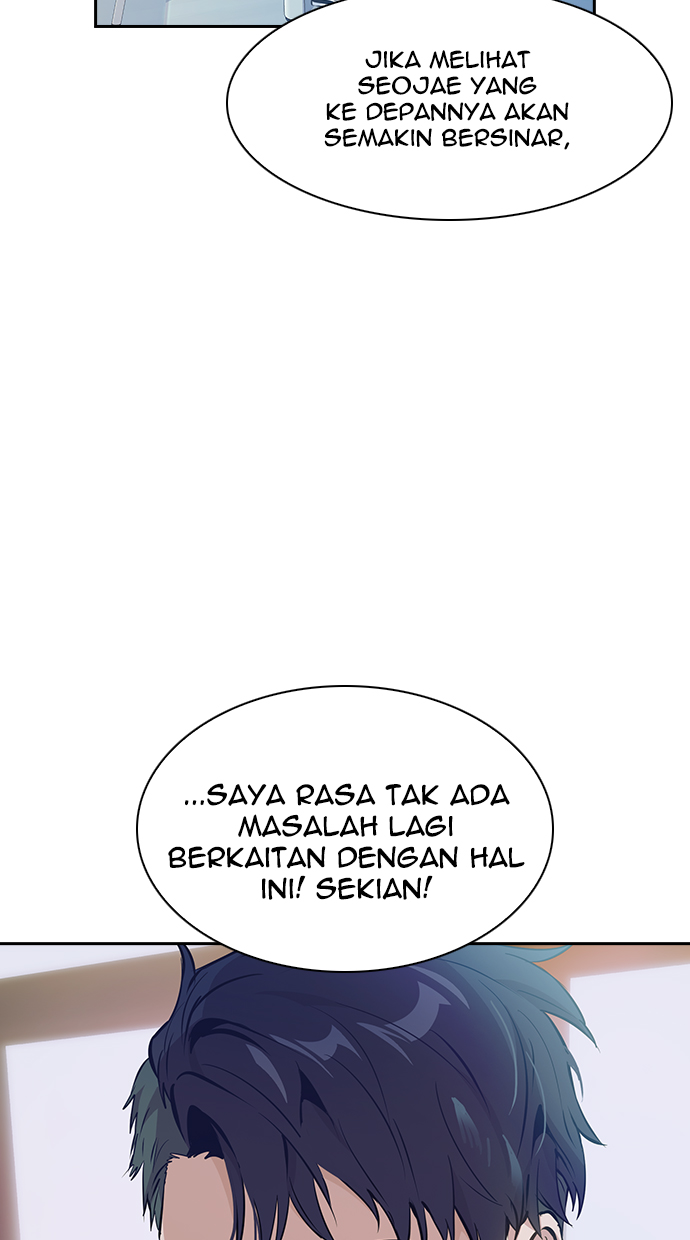 JIKA MELIHAT
SEOJAE YANG
KE DEPANNYA AKAN
SEMAKIN BERSINAR,
...SAYA RASA TAK ADA
MASALAH LAGI
BERKAITAN DENGAN HAL
INI! SEKIAN!